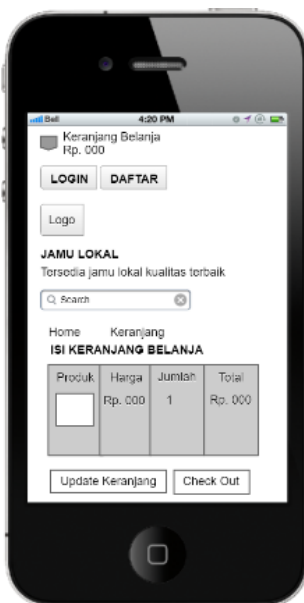 Bell 4:20 PM
Keranjang Belanja
Rp. 000
LOGIN DAFTAR
Logo
JAMU LOKAL
Tersedia jamu lokal kualitas terbaik
Search
Home Keranjang
ISI KERANJANG BELANJA
Produk Harga Jumlah Total
Rp. 000 1 Rp. 000
Update Keranjang Check Out